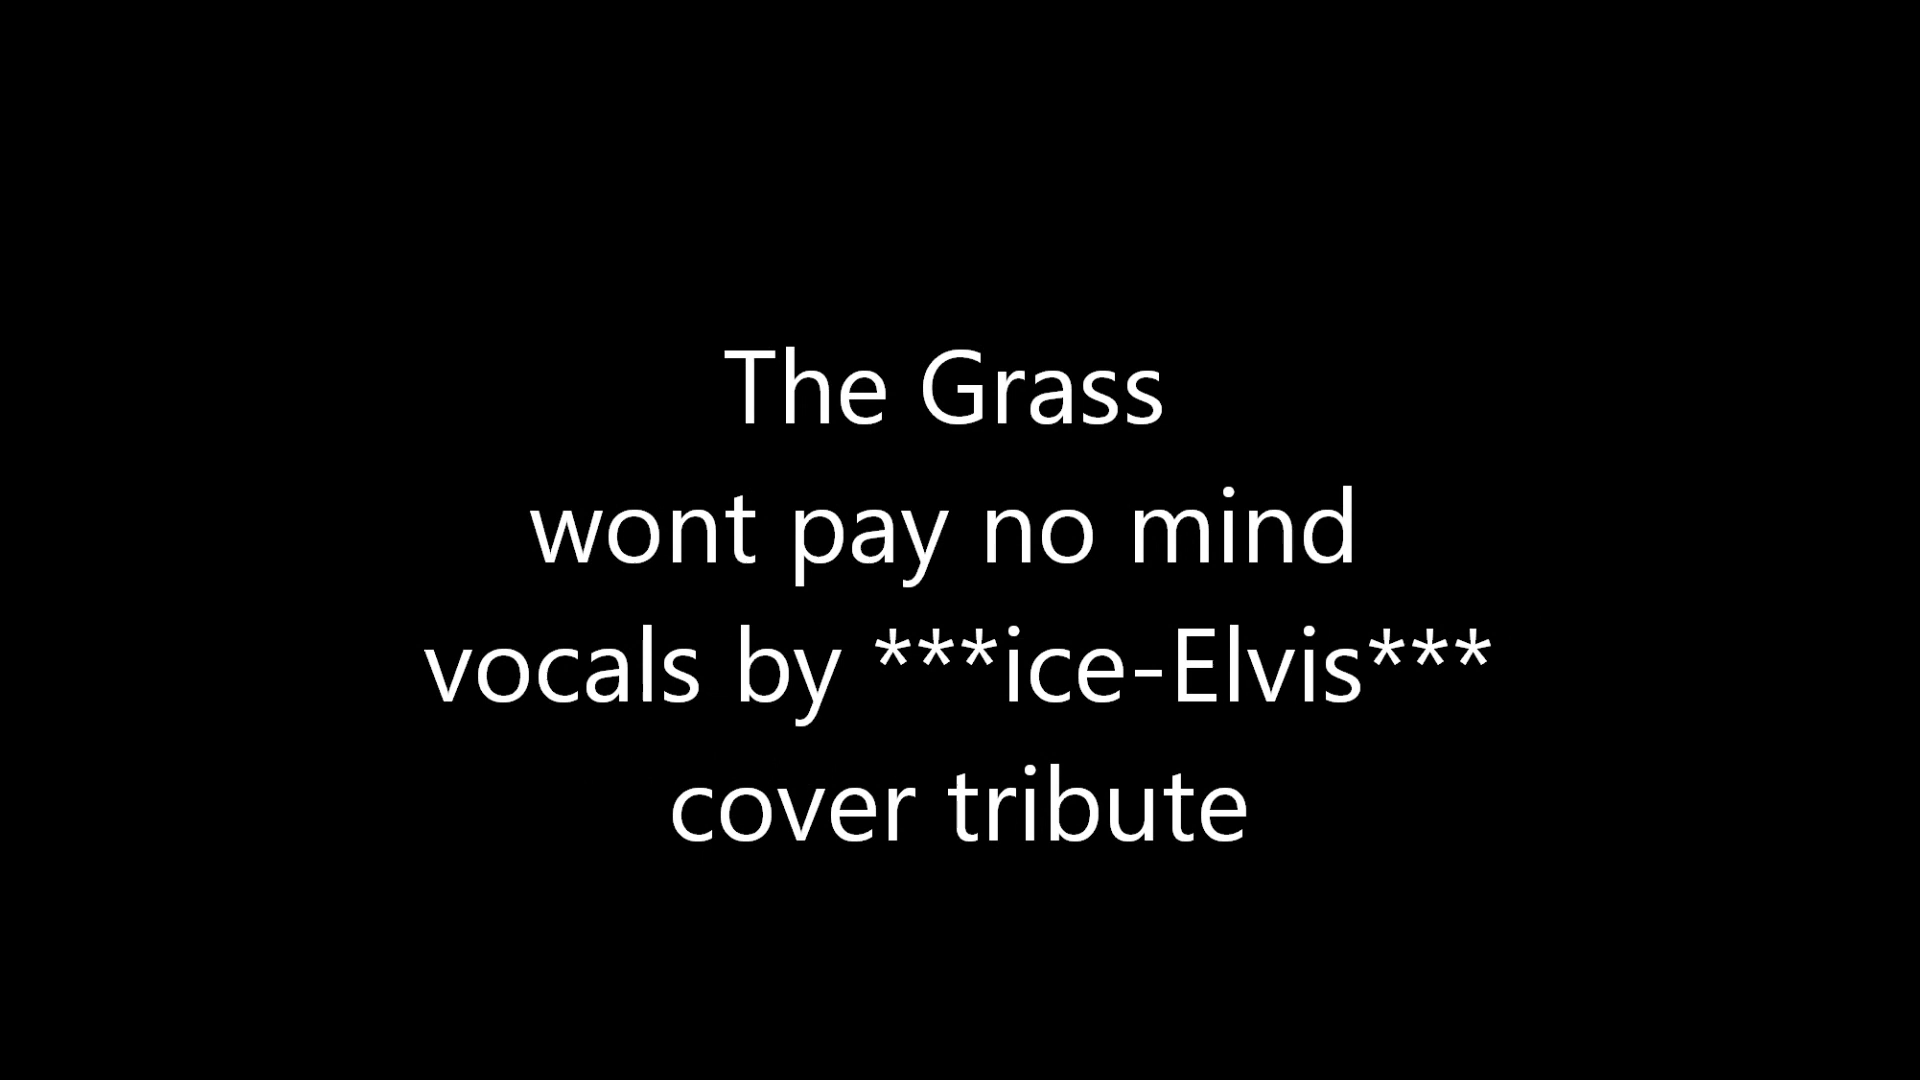 The Grass
wont pay no mind
vocals by ***ice-Elvis***
cover tribute